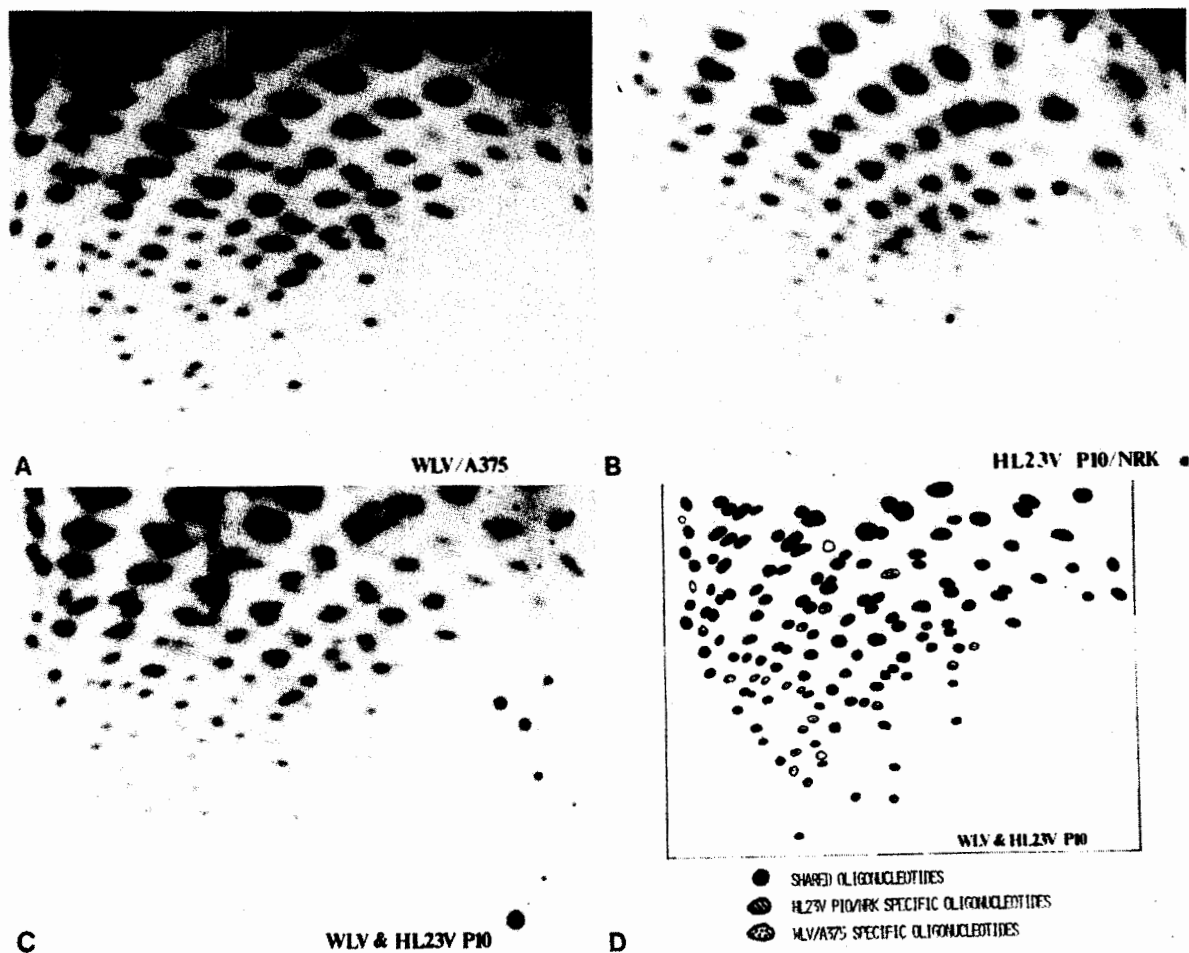 A
WLV/A375
B
HL23V P10/NRK
C
WLV & HL23V P10
D
WLV & HL23V P10
SHARED OLIGONUCLEOTIDES
HL23V P10/NRK SPECIFIC OLIGONUCLEOTIDES
WLV/A375 SPECIFIC OLIGONUCLEOTIDES